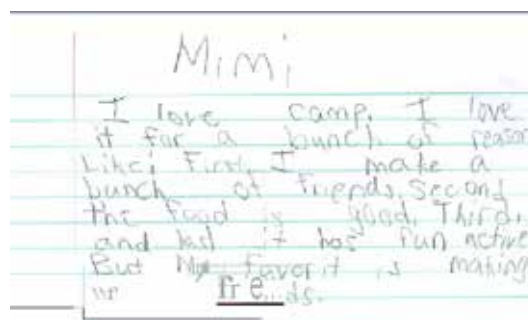 Mimi
I love camp. I love
it for a bunch of reason
Like; First, I make a
bunch of friends. Second
the food is good. Third,
and last it has fun active
But My favorit is making
friends.